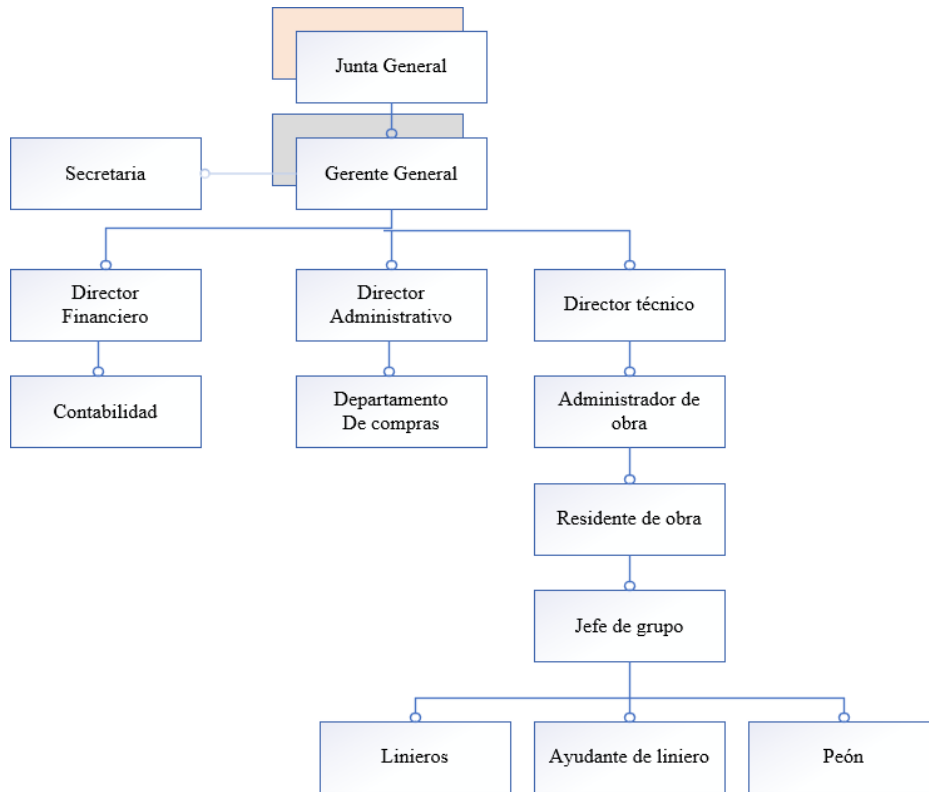 Junta General
Secretaria
Gerente General
Director
Financiero
Director
Administrativo
Director técnico
Contabilidad
Departamento
De compras
Administrador de
obra
Residente de obra
Jefe de grupo
Linieros
Ayudante de liniero
Peón